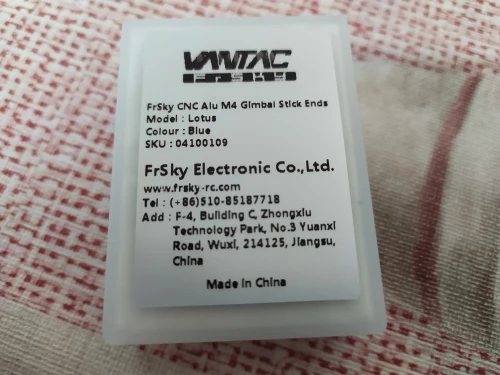 VANTAC
FrSky
FrSky CNC Alu M4 Gimbal Stick Ends
Model : Lotus
Colour : Blue
SKU : 04100109
FrSky Electronic Co.,Ltd.
www.frsky-rc.com
Tel : (+86)510-85187718
Add : F-4, Building C, Zhongxiu
Technology Park, No.3 Yuanxi
Road, Wuxi, 214125, Jiangsu,
China
Made in China